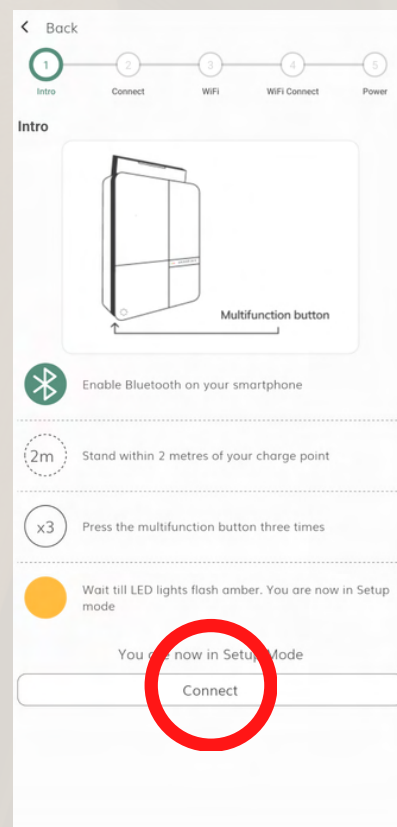 Back
1
2
3
4
5
Intro
Connect
WiFi
WiFi Connect
Power
Intro
Multifunction button
Enable Bluetooth on your smartphone
2m
Stand within 2 metres of your charge point
x3
Press the multifunction button three times
Wait till LED lights flash amber. You are now in Setup
mode
You are now in Setup Mode
Connect